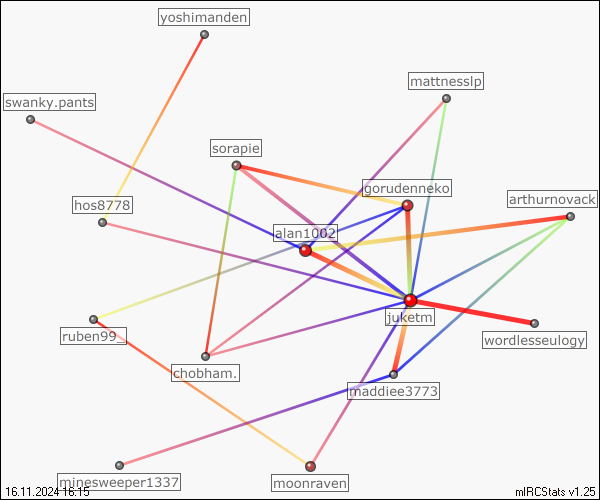 yoshimanden
mattnesslp
swanky.pants
sorapie
gorudenneko
arthurnovack
hos8778
alan1002
juketm
ruben99_
wordlesseulogy
chobham.
maddiee3773
minesweeper1337
moonraven
16.11.2024 16:15
mIRCStats v1.25